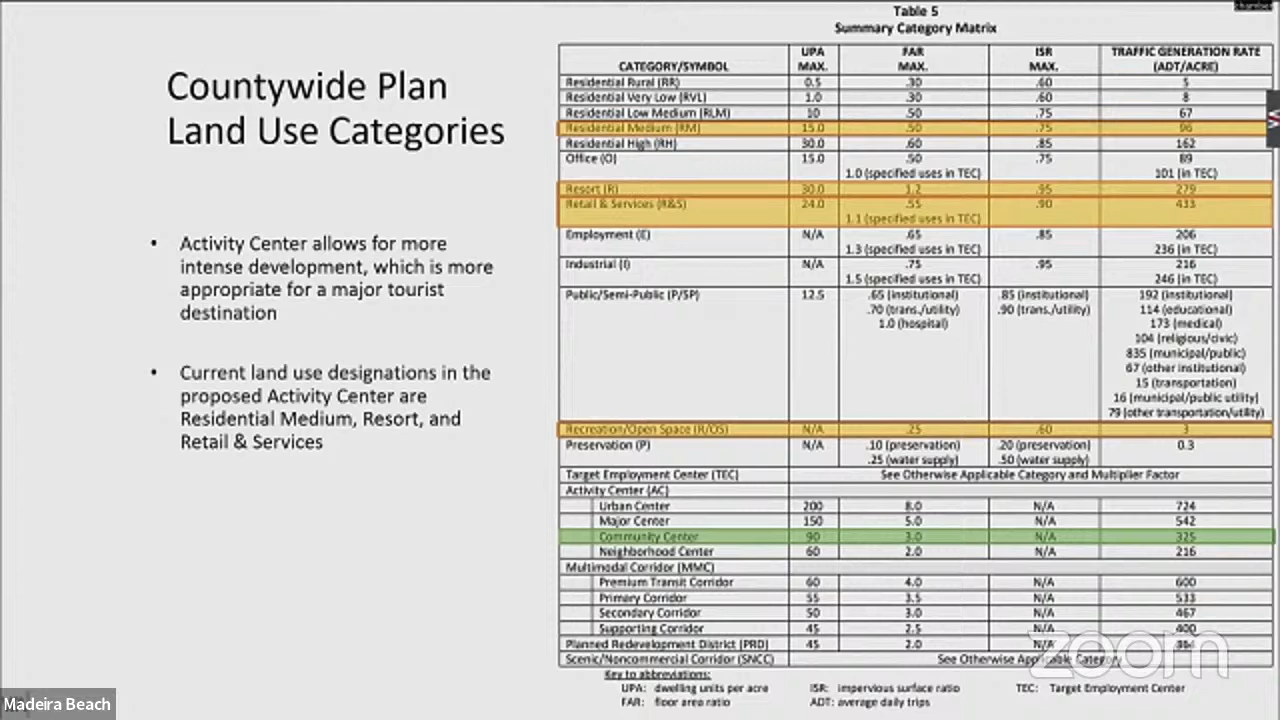 Countywide Plan
Land Use Categories
• Activity Center allows for more
intense development, which is more
appropriate for a major tourist
destination
• Current land use designations in the
proposed Activity Center are
Residential Medium, Resort, and
Retail & Services
Table 5
Summary Category Matrix
CATEGORY/SYMBOL UPA MAX. FAR MAX. ISR MAX. TRAFFIC GENERATION RATE (ADT/ACRE)
Residential Rural (RR) 0.5 .30 .60 5
Residential Very Low (RVL) 1.0 .30 .60 8
Residential Low Medium (RLM) 10 .50 .75 67
Residential Medium (RM) 15.0 .50 .75 96
Residential High (RH) 30.0 .60 .85 162
Office (O) 15.0 .50 .75 89
1.0 (specified uses in TEC) 101 (in TEC)
Resort (R) 30.0 1.2 .95 279
Retail & Services (R&S) 24.0 .55 .90 433
1.1 (specified uses in TEC)
Employment (E) N/A .65 .85 206
1.3 (specified uses in TEC) 236 (in TEC)
Industrial (I) N/A .75 .95 216
1.5 (specified uses in TEC) 246 (in TEC)
Public/Semi-Public (P/SP) 12.5 .65 (institutional) .85 (institutional) 192 (institutional)
.70 (trans./utility) .90 (trans./utility) 114 (educational)
1.0 (hospital) 173 (medical)
104 (religious/civic)
835 (municipal/public)
67 (other institutional)
15 (transportation)
16 (municipal/public utility)
79 (other transportation/utility)
Recreation/Open Space (R/OS) N/A .25 .60 3
Preservation (P) N/A .10 (preservation) .20 (preservation) 0.3
.25 (water supply) .50 (water supply)
Target Employment Center (TEC) See Otherwise Applicable Category and Multiplier Factor
Activity Center (AC)
Urban Center 200 8.0 N/A 724
Major Center 150 5.0 N/A 542
Community Center 90 3.0 N/A 325
Neighborhood Center 60 2.0 N/A 216
Multimodal Corridor (MMC)
Premium Transit Corridor 60 4.0 N/A 600
Primary Corridor 55 3.5 N/A 533
Secondary Corridor 50 3.0 N/A 467
Supporting Corridor 45 2.5 N/A 400
Planned Redevelopment District (PRD) 45 2.0 N/A
Scenic/Noncommercial Corridor (SNCC) See Otherwise Applicable Category
Key to abbreviations:
UPA: dwelling units per acre ISR: impervious surface ratio TEC: Target Employment Center
FAR: floor area ratio ADT: average daily trips
zoom
Madeira Beach